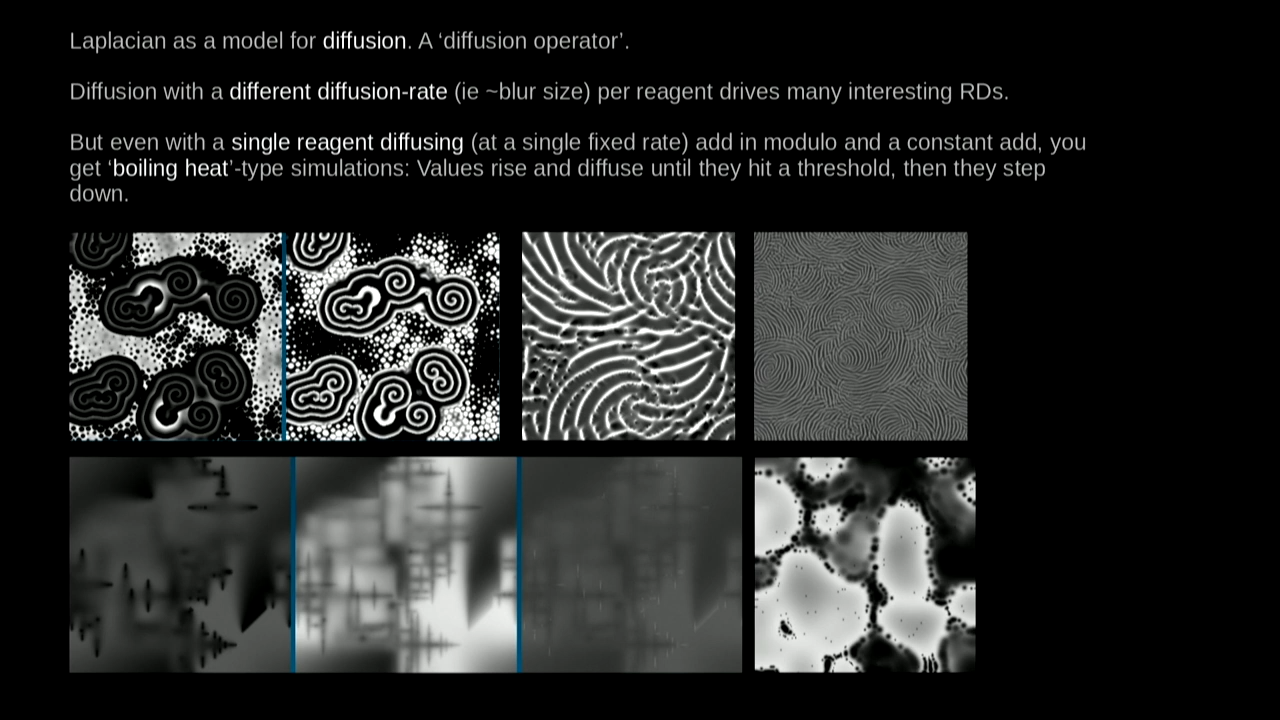 Laplacian as a model for diffusion. A ‘diffusion operator’.
Diffusion with a different diffusion-rate (ie ~blur size) per reagent drives many interesting RDs.
But even with a single reagent diffusing (at a single fixed rate) add in modulo and a constant add, you
get ‘boiling heat’-type simulations: Values rise and diffuse until they hit a threshold, then they step
down.